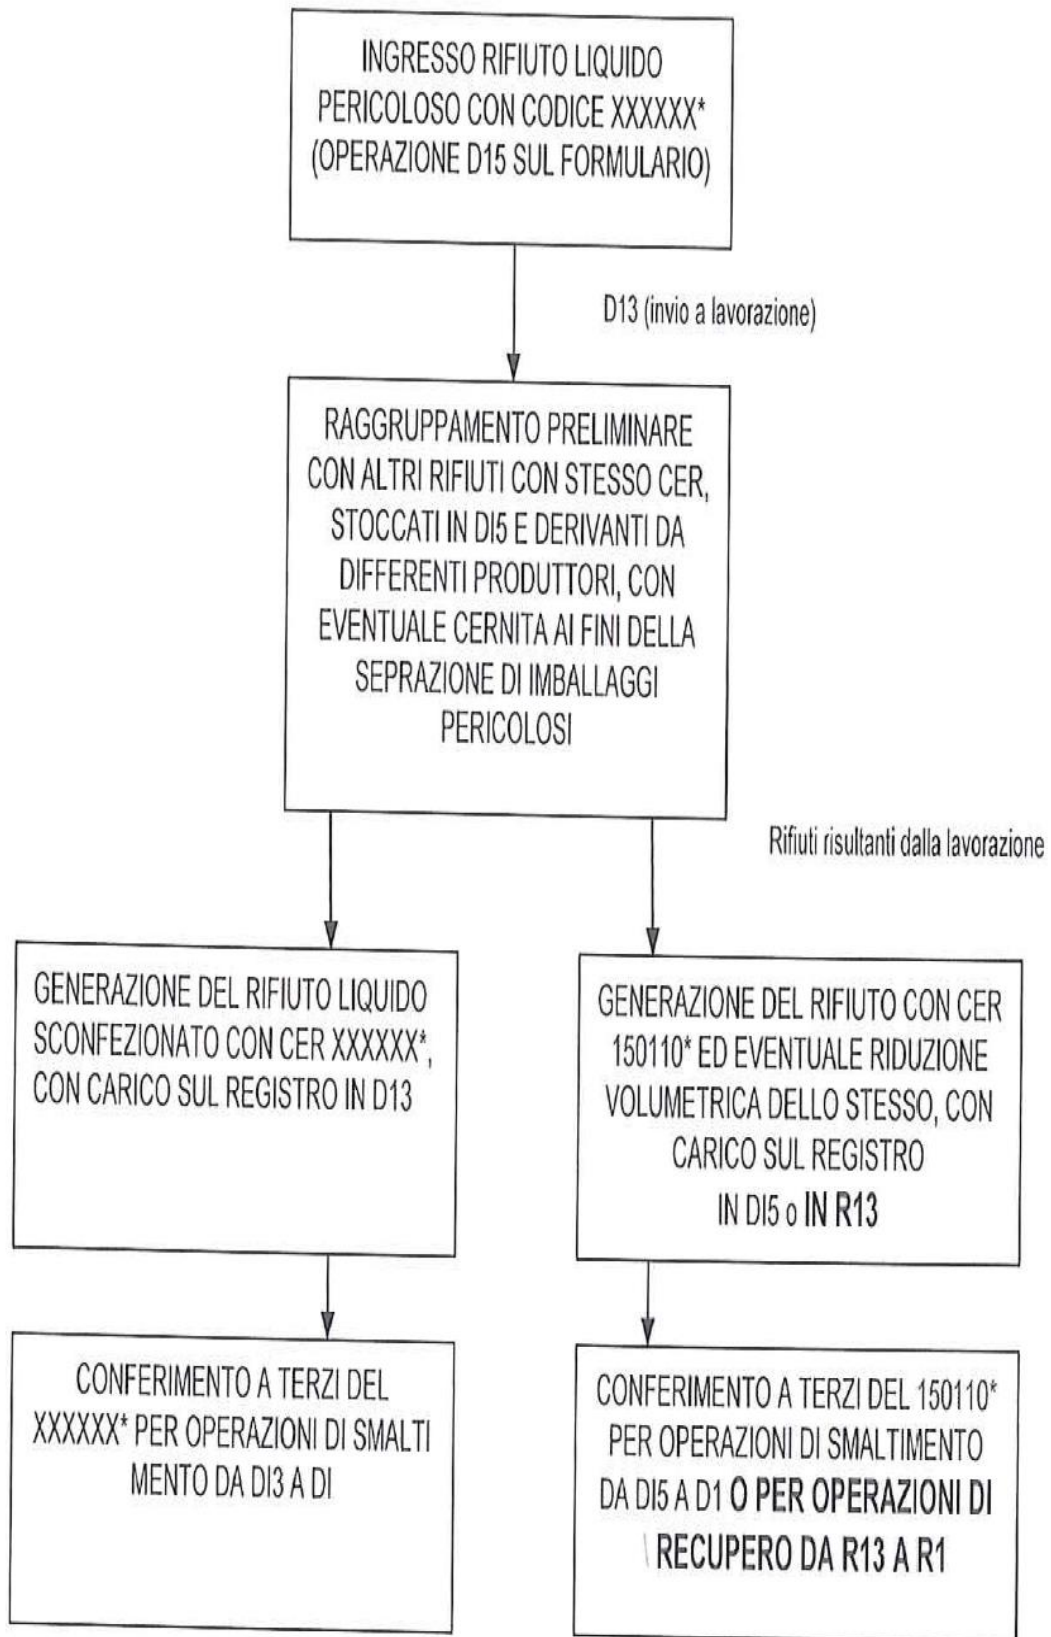 INGRESSO RIFIUTO LIQUIDO
PERICOLOSO CON CODICE XXXXXX*
(OPERAZIONE D15 SUL FORMULARIO)
D13 (invio a lavorazione)
RAGGRUPPAMENTO PRELIMINARE
CON ALTRI RIFIUTI CON STESSO CER,
STOCCATI IN DI5 E DERIVANTI DA
DIFFERENTI PRODUTTORI, CON
EVENTUALE CERNITA AI FINI DELLA
SEPRAZIONE DI IMBALLAGGI
PERICOLOSI
Rifiuti risultanti dalla lavorazione
GENERAZIONE DEL RIFIUTO LIQUIDO
SCONFEZIONATO CON CER XXXXXX*,
CON CARICO SUL REGISTRO IN D13
GENERAZIONE DEL RIFIUTO CON CER
150110* ED EVENTUALE RIDUZIONE
VOLUMETRICA DELLO STESSO, CON
CARICO SUL REGISTRO
IN DI5 o IN R13
CONFERIMENTO A TERZI DEL
XXXXXX* PER OPERAZIONI DI SMALTI
MENTO DA DI3 A DI
CONFERIMENTO A TERZI DEL 150110*
PER OPERAZIONI DI SMALTIMENTO
DA DI5 A D1 O PER OPERAZIONI DI
RECUPERO DA R13 A R1